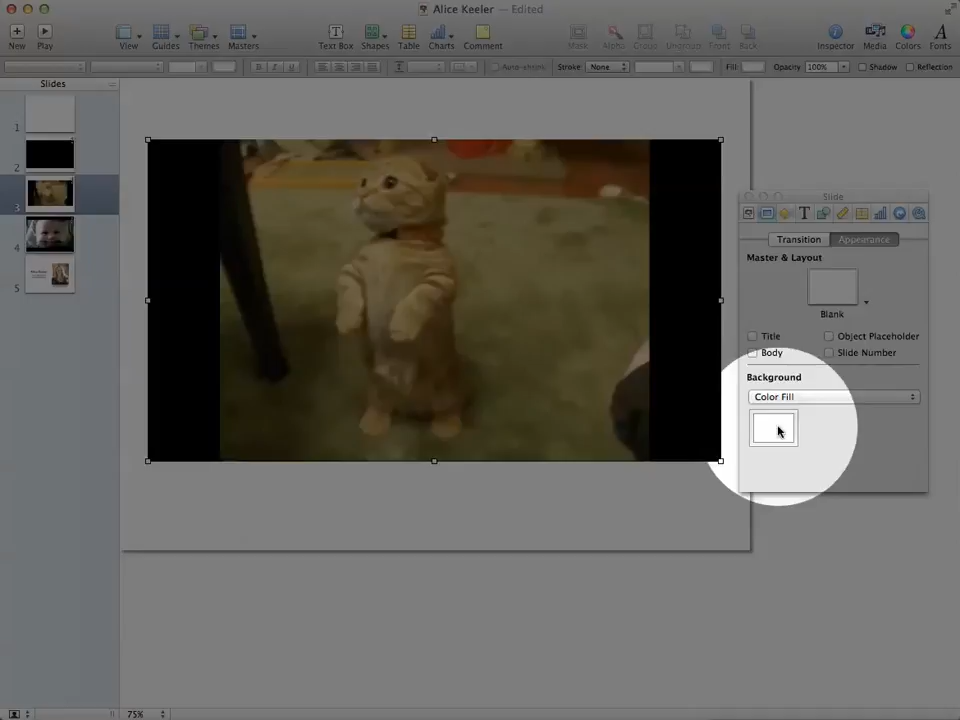 Alice Keeler — Edited
New Play View Guides Themes Masters Text Box Shapes Table Charts Comment Mask Alpha Group Ungroup Front Back Inspector Media Colors Fonts
B I U Auto-shrink Stroke: None Fill: Opacity: 100% Shadow Reflection
Slides
1
2
3
4
5
Slide
Transition Appearance
Master & Layout
Blank
Title Object Placeholder
Body Slide Number
Background
Color Fill
75%